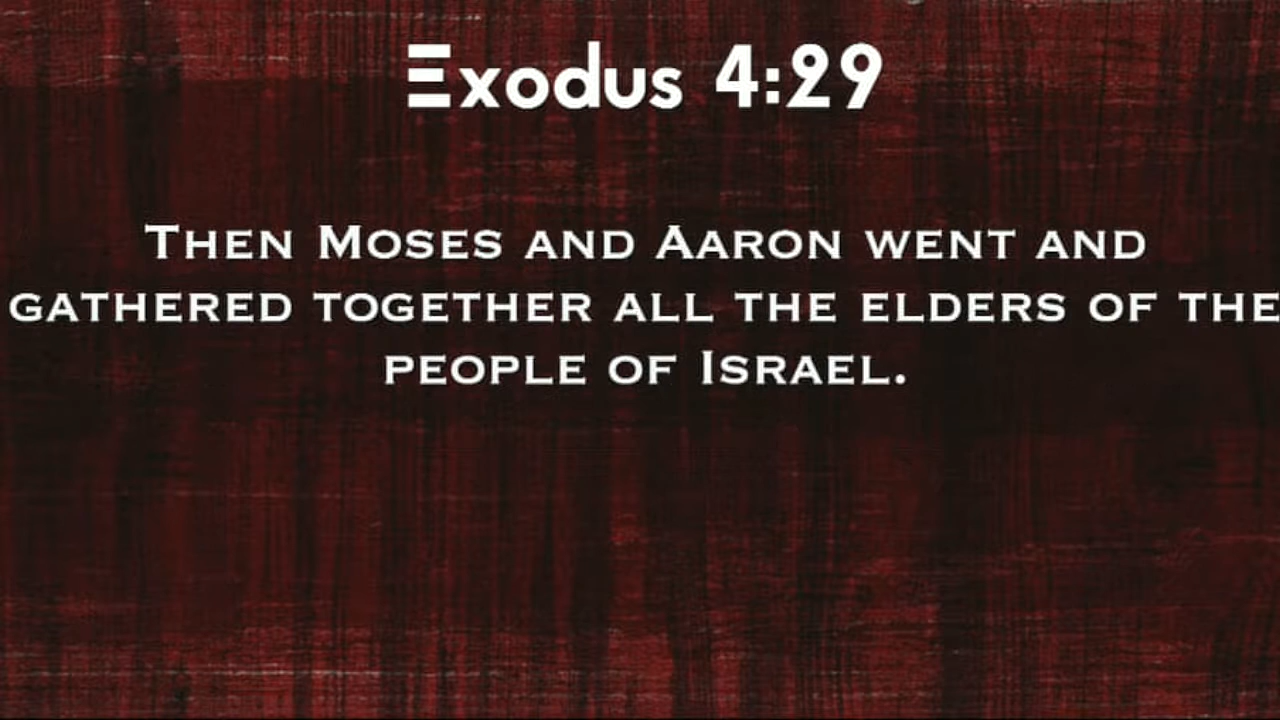 Exodus 4:29
Then Moses and Aaron went and
gathered together all the elders of the
people of Israel.